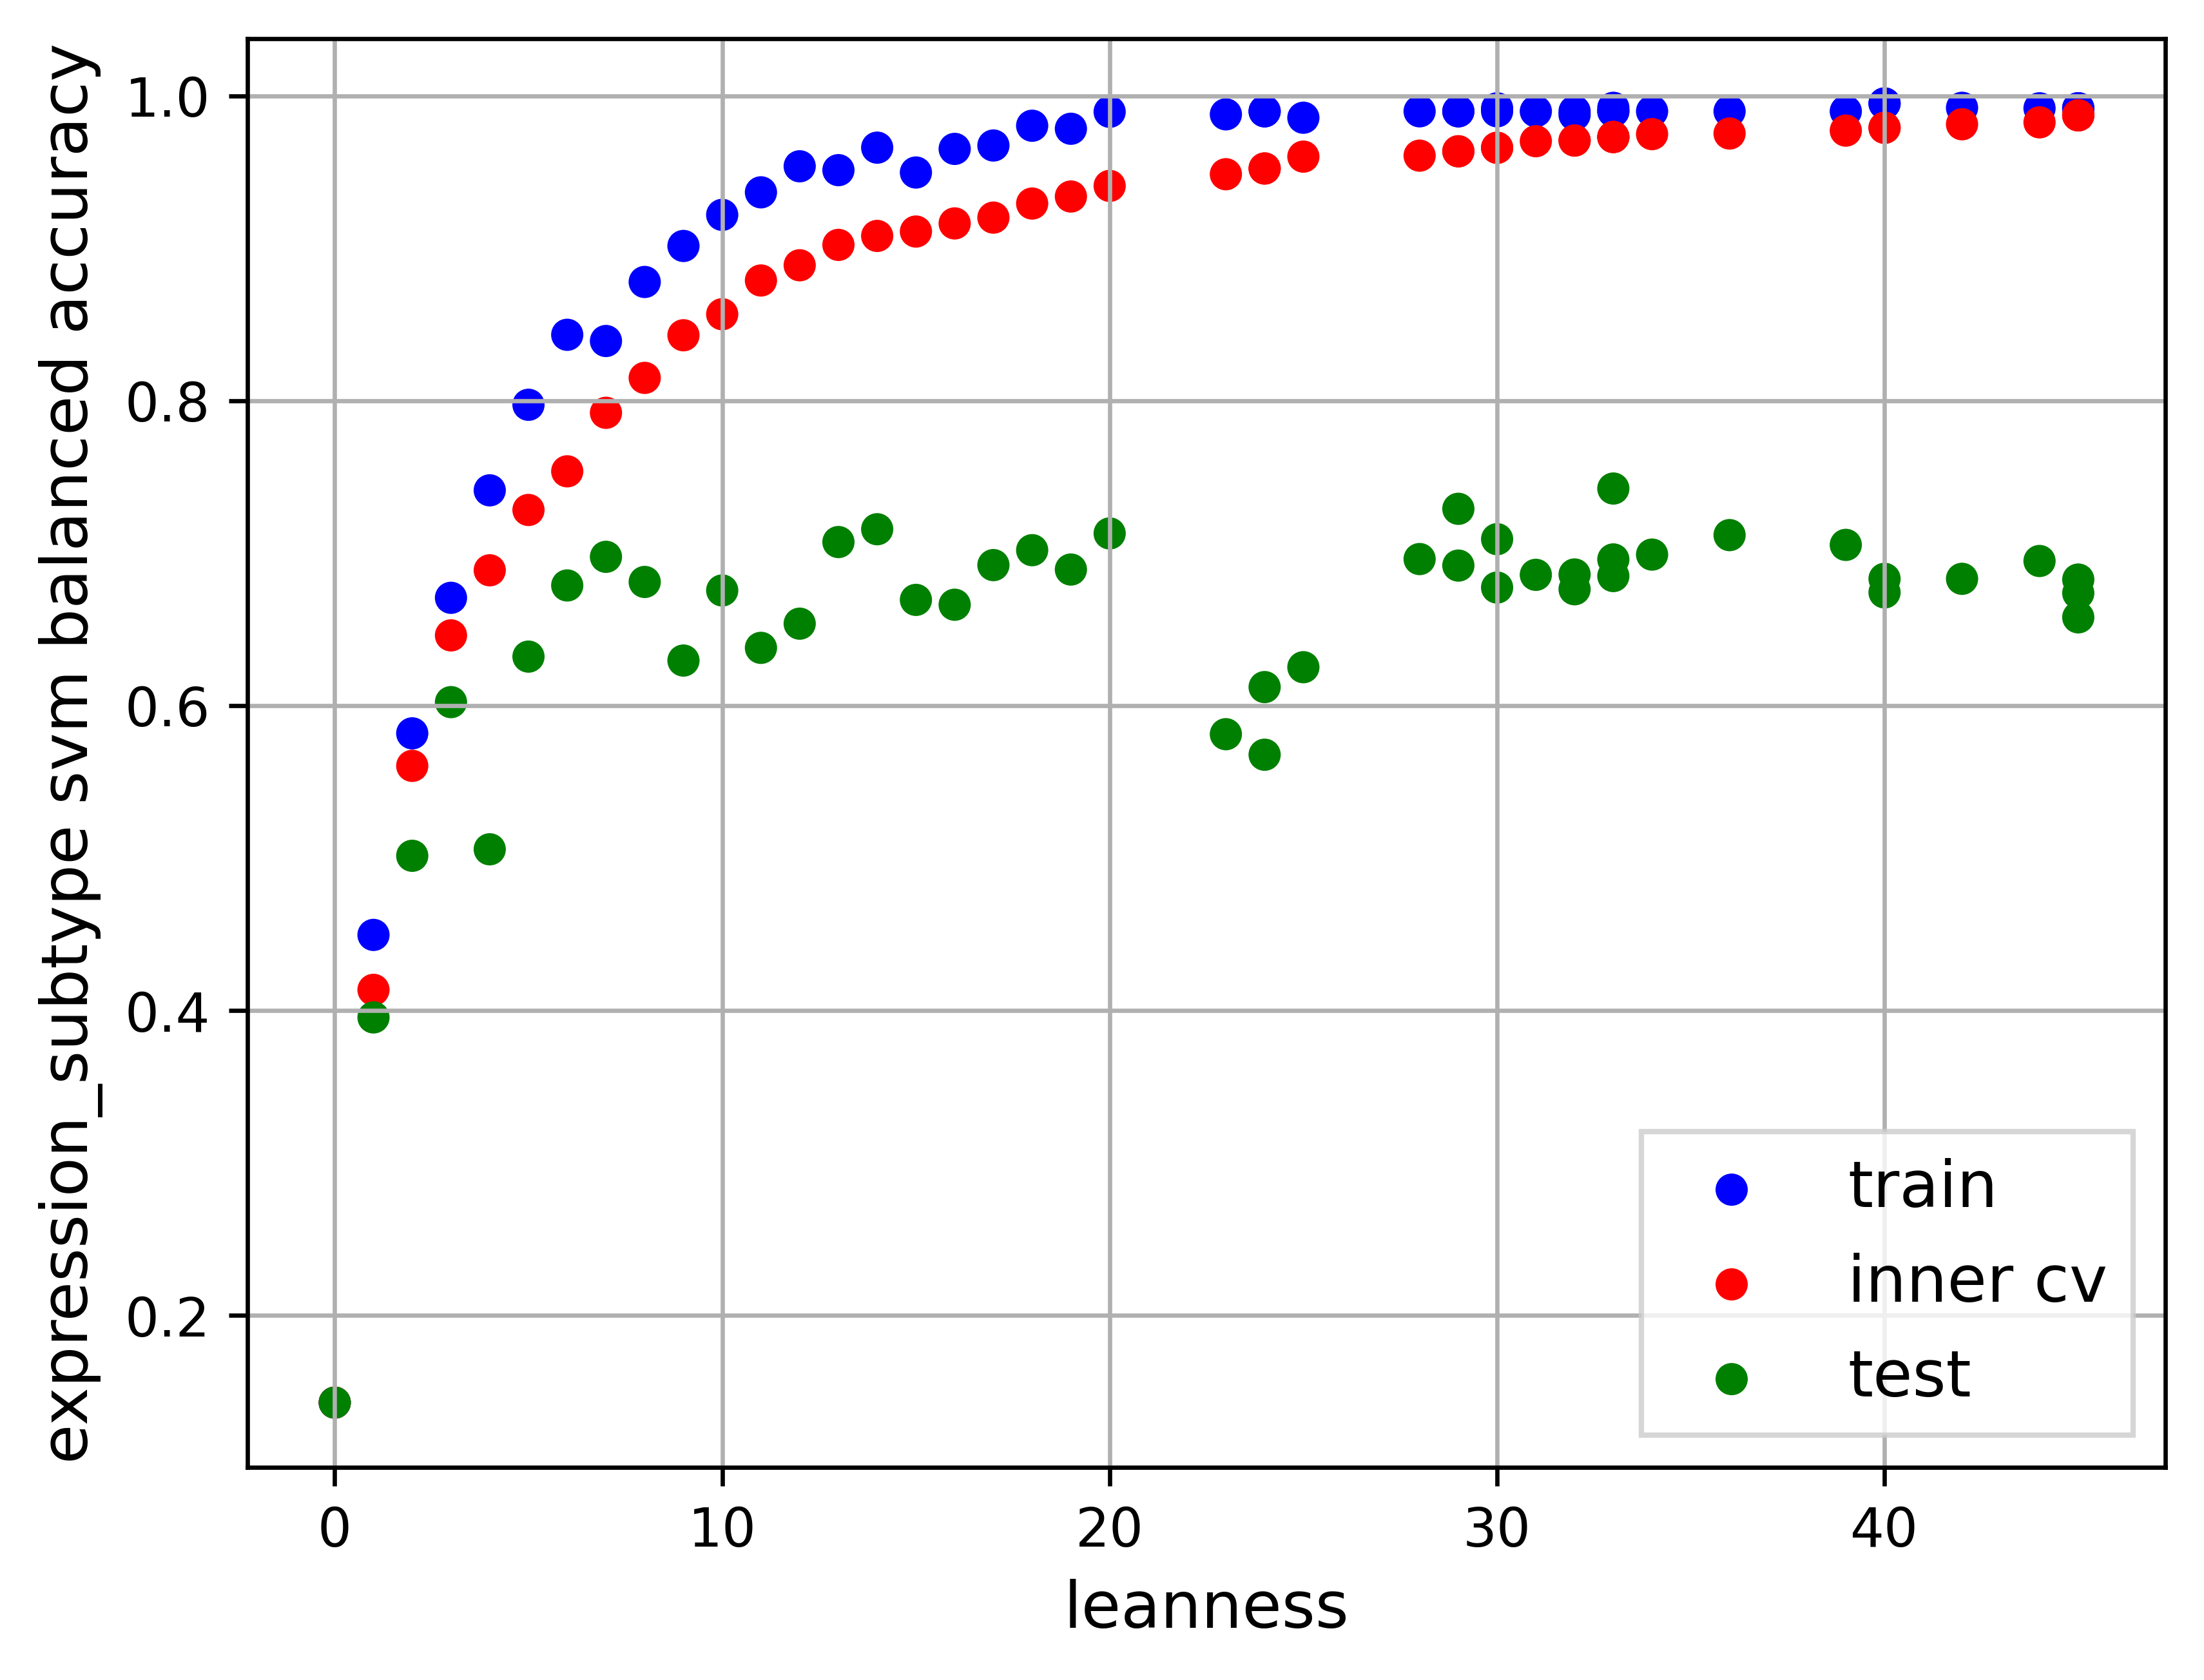 expression_subtype svm balanced accuracy
1.0
0.8
0.6
0.4
0.2
0 10 20 30 40
leanness
train
inner cv
test